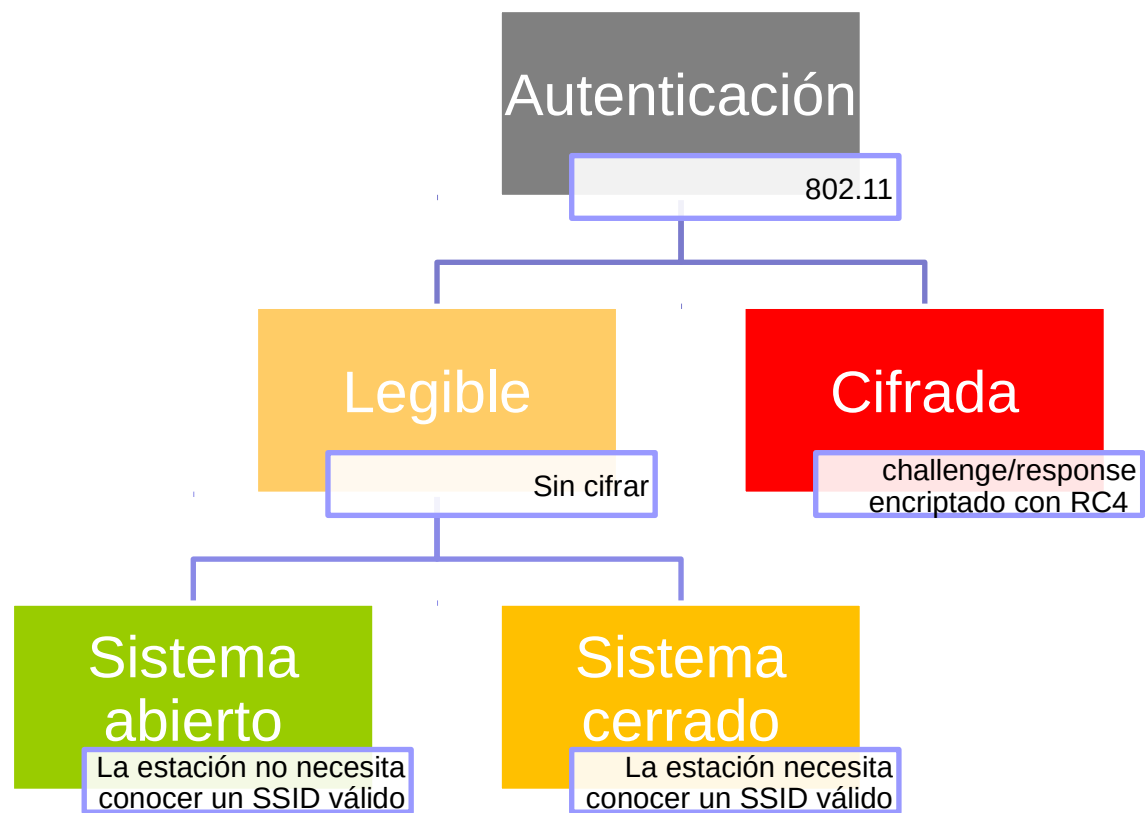 Autenticación
802.11
Legible
Sin cifrar
Cifrada
challenge/response
encriptado con RC4
Sistema
abierto
La estación no necesita
conocer un SSID válido
Sistema
cerrado
La estación necesita
conocer un SSID válido